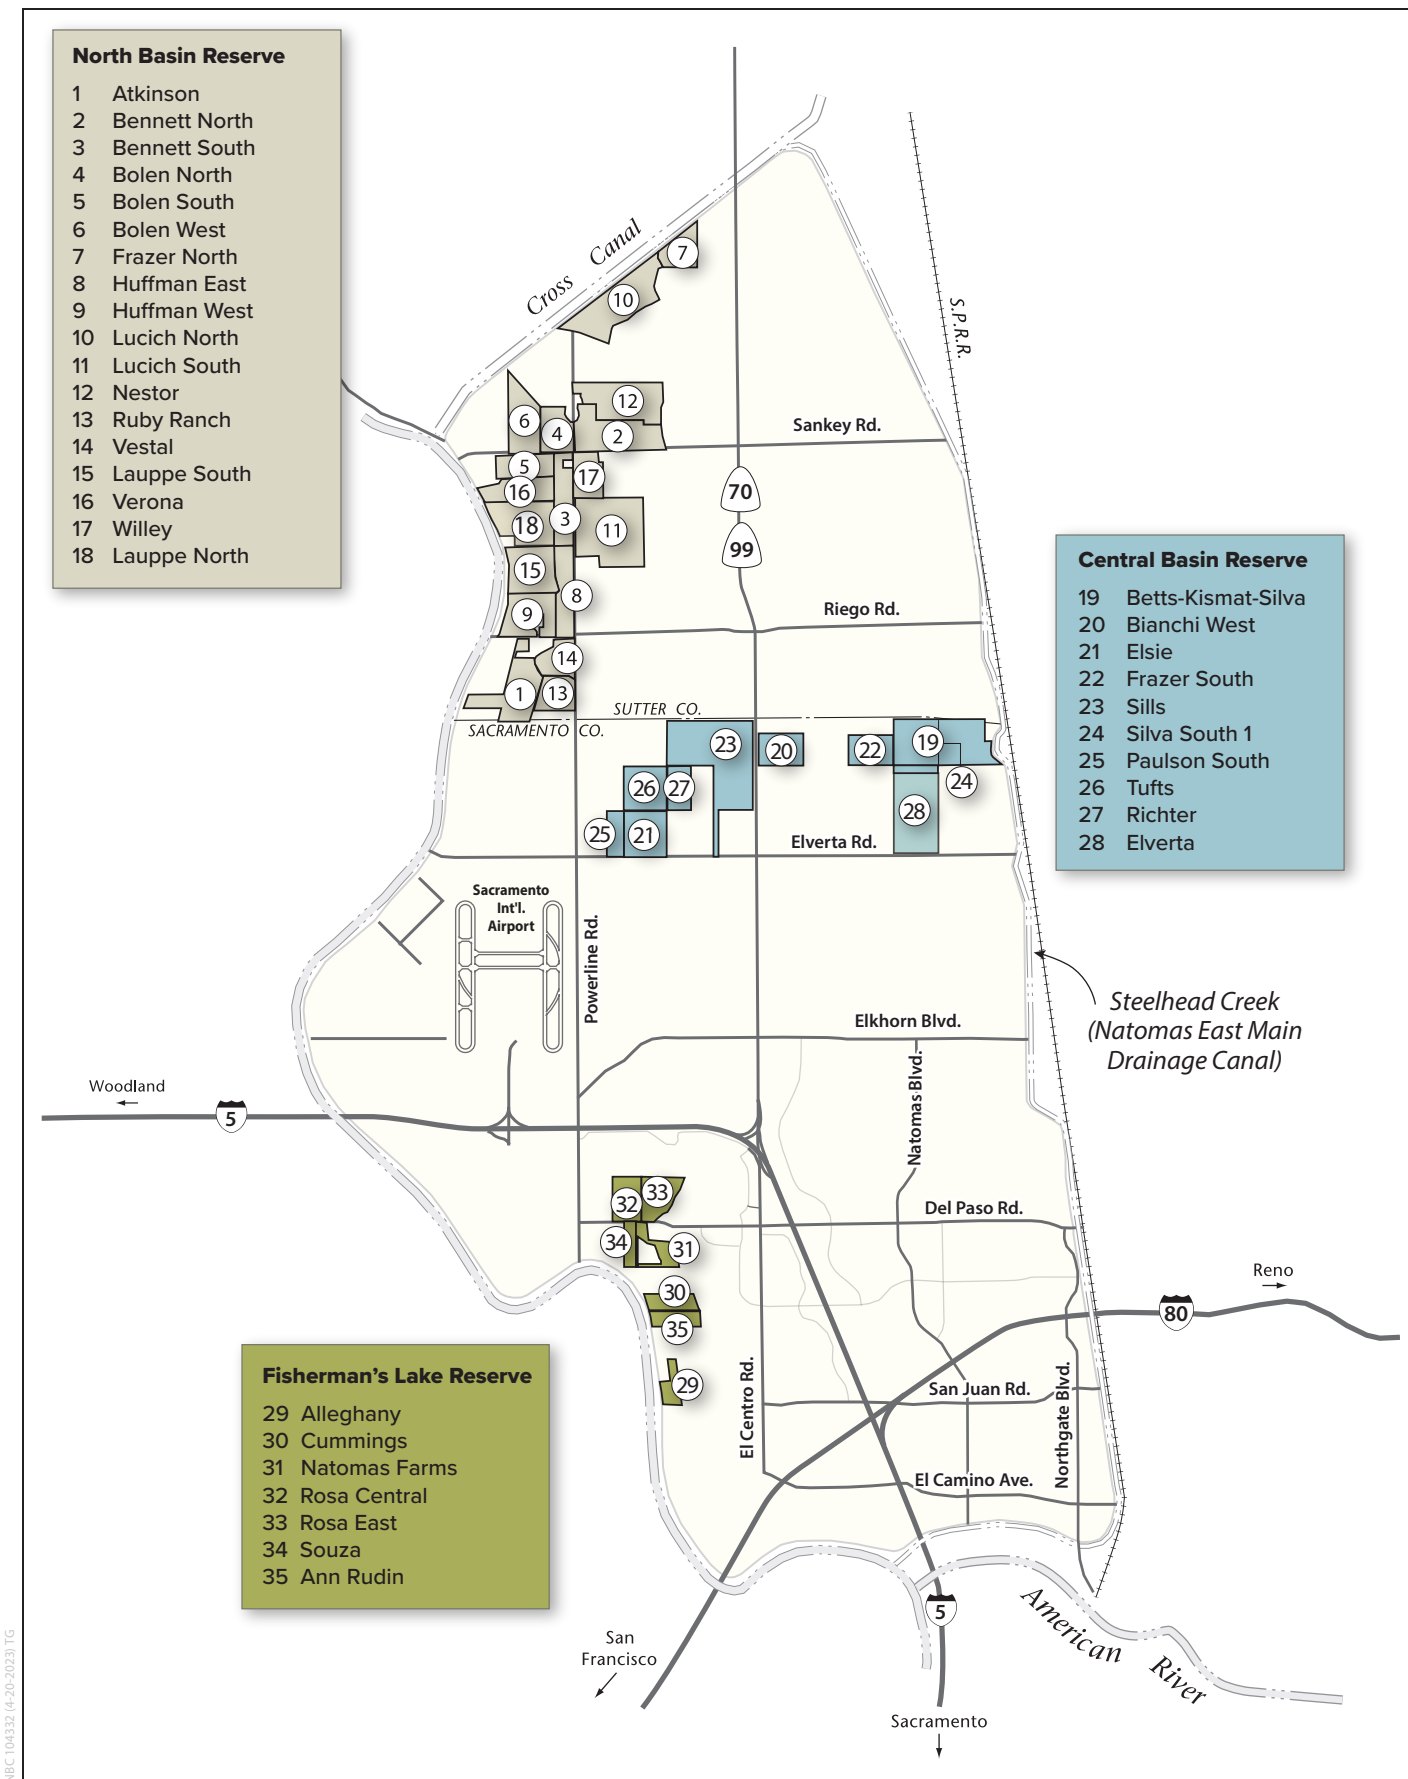 North Basin Reserve
1 Atkinson
2 Bennett North
3 Bennett South
4 Bolen North
5 Bolen South
6 Bolen West
7 Frazer North
8 Huffman East
9 Huffman West
10 Lucich North
11 Lucich South
12 Nestor
13 Ruby Ranch
14 Vestal
15 Lauppe South
16 Verona
17 Willey
18 Lauppe North
Cross Canal
7
10
S.P.R.R.
12
6
4
2
Sankey Rd.
5
17
16
70
18
3
11
99
15
8
9
Riego Rd.
14
1
13
SUTTER CO.
SACRAMENTO CO.
Central Basin Reserve
19 Betts-Kismat-Silva
20 Bianchi West
21 Elsie
22 Frazer South
23 Sills
24 Silva South 1
25 Paulson South
26 Tufts
27 Richter
28 Elverta
23
20
22
19
26
27
24
28
25
21
Elverta Rd.
Sacramento
Int'l.
Airport
Powerline Rd.
Steelhead Creek
(Natomas East Main
Drainage Canal)
Elkhorn Blvd.
Natomas Blvd.
Woodland
5
32
33
Del Paso Rd.
34
31
Reno
30
80
35
29
El Centro Rd.
San Juan Rd.
Northgate Blvd.
El Camino Ave.
Fisherman's Lake Reserve
29 Alleghany
30 Cummings
31 Natomas Farms
32 Rosa Central
33 Rosa East
34 Souza
35 Ann Rudin
5
American River
San
Francisco
Sacramento
NBC 104332 (4-20-2023) TG